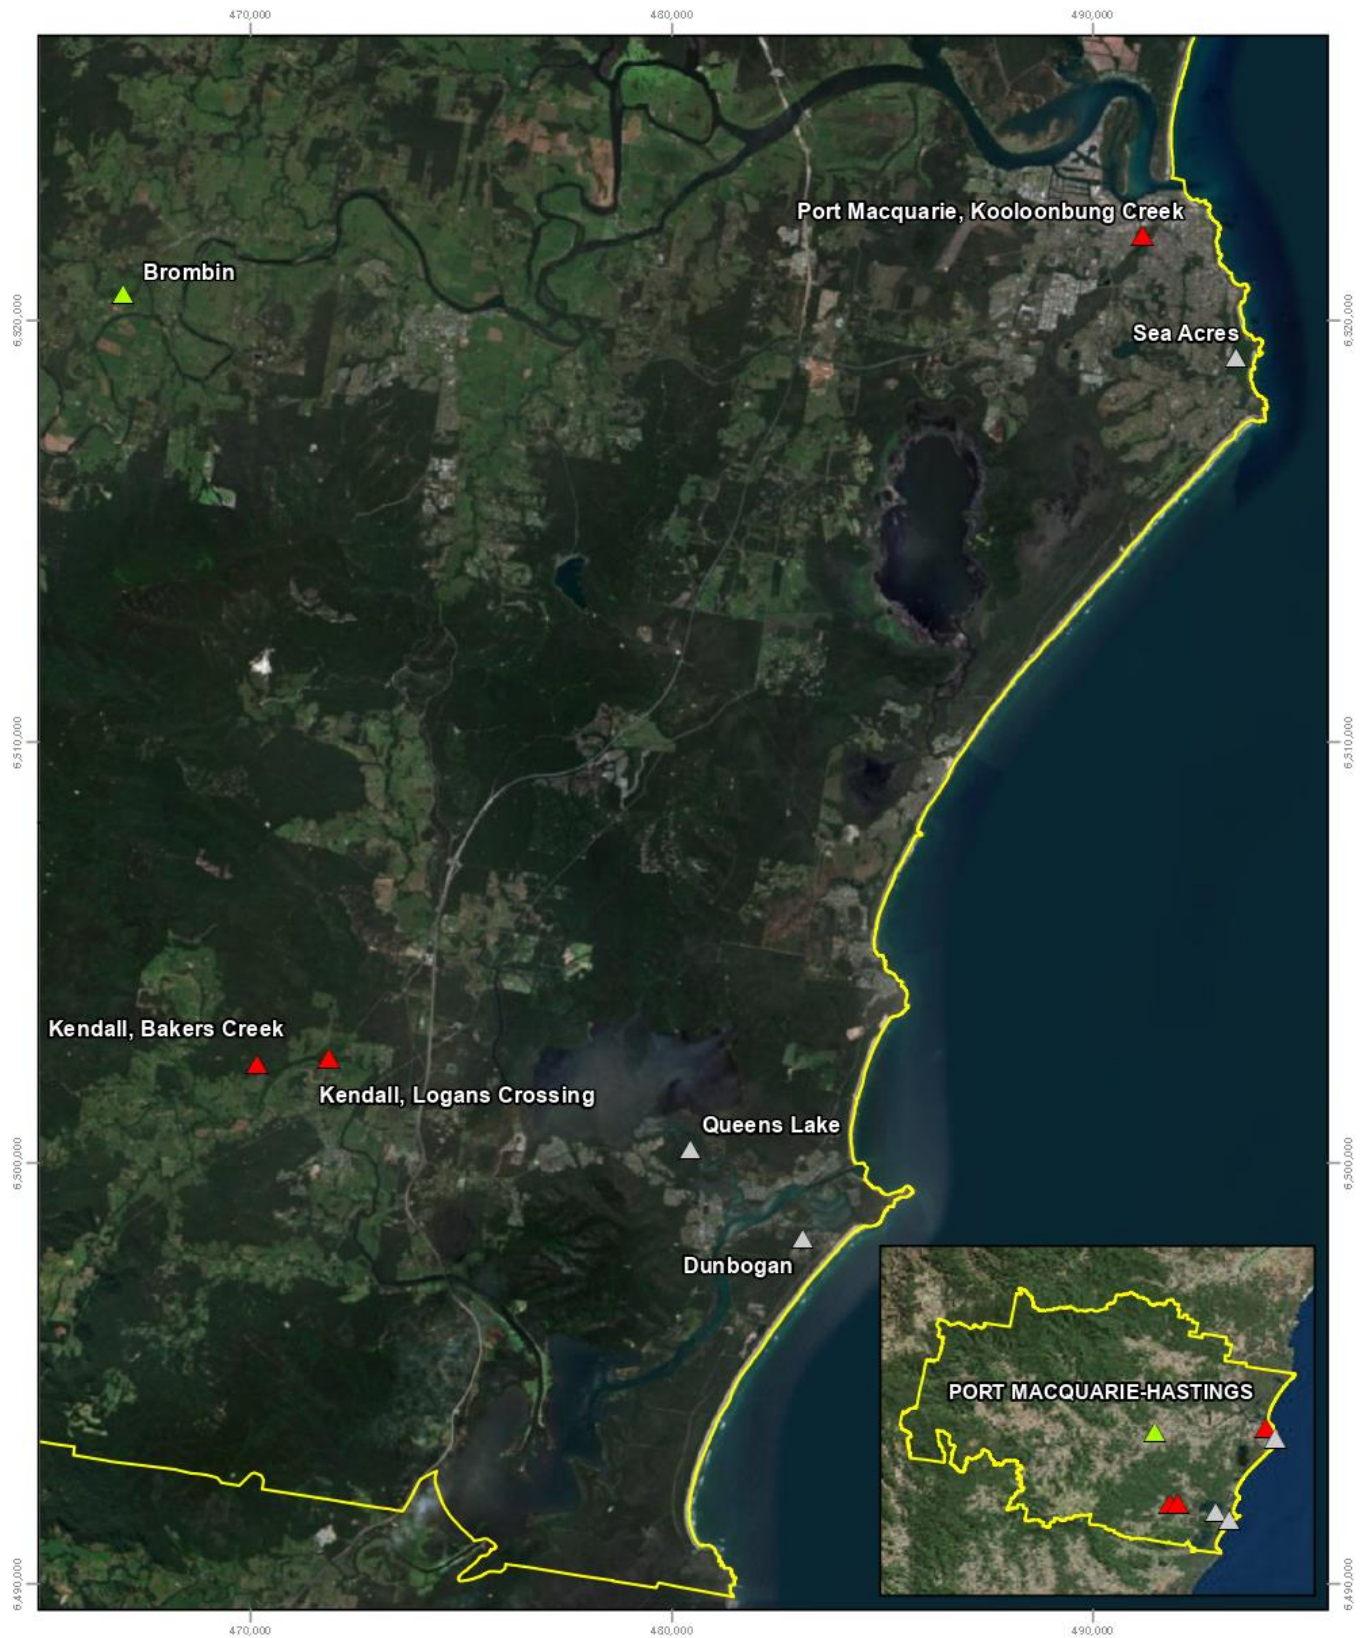 470,000
480,000
490,000
6,520,000
6,520,000
Port Macquarie, Kooloonbung Creek
Brombin
Sea Acres
6,510,000
6,510,000
Kendall, Bakers Creek
Kendall, Logans Crossing
Queens Lake
6,500,000
6,500,000
Dunbogan
PORT MACQUARIE-HASTINGS
6,490,000
6,490,000
470,000
480,000
490,000